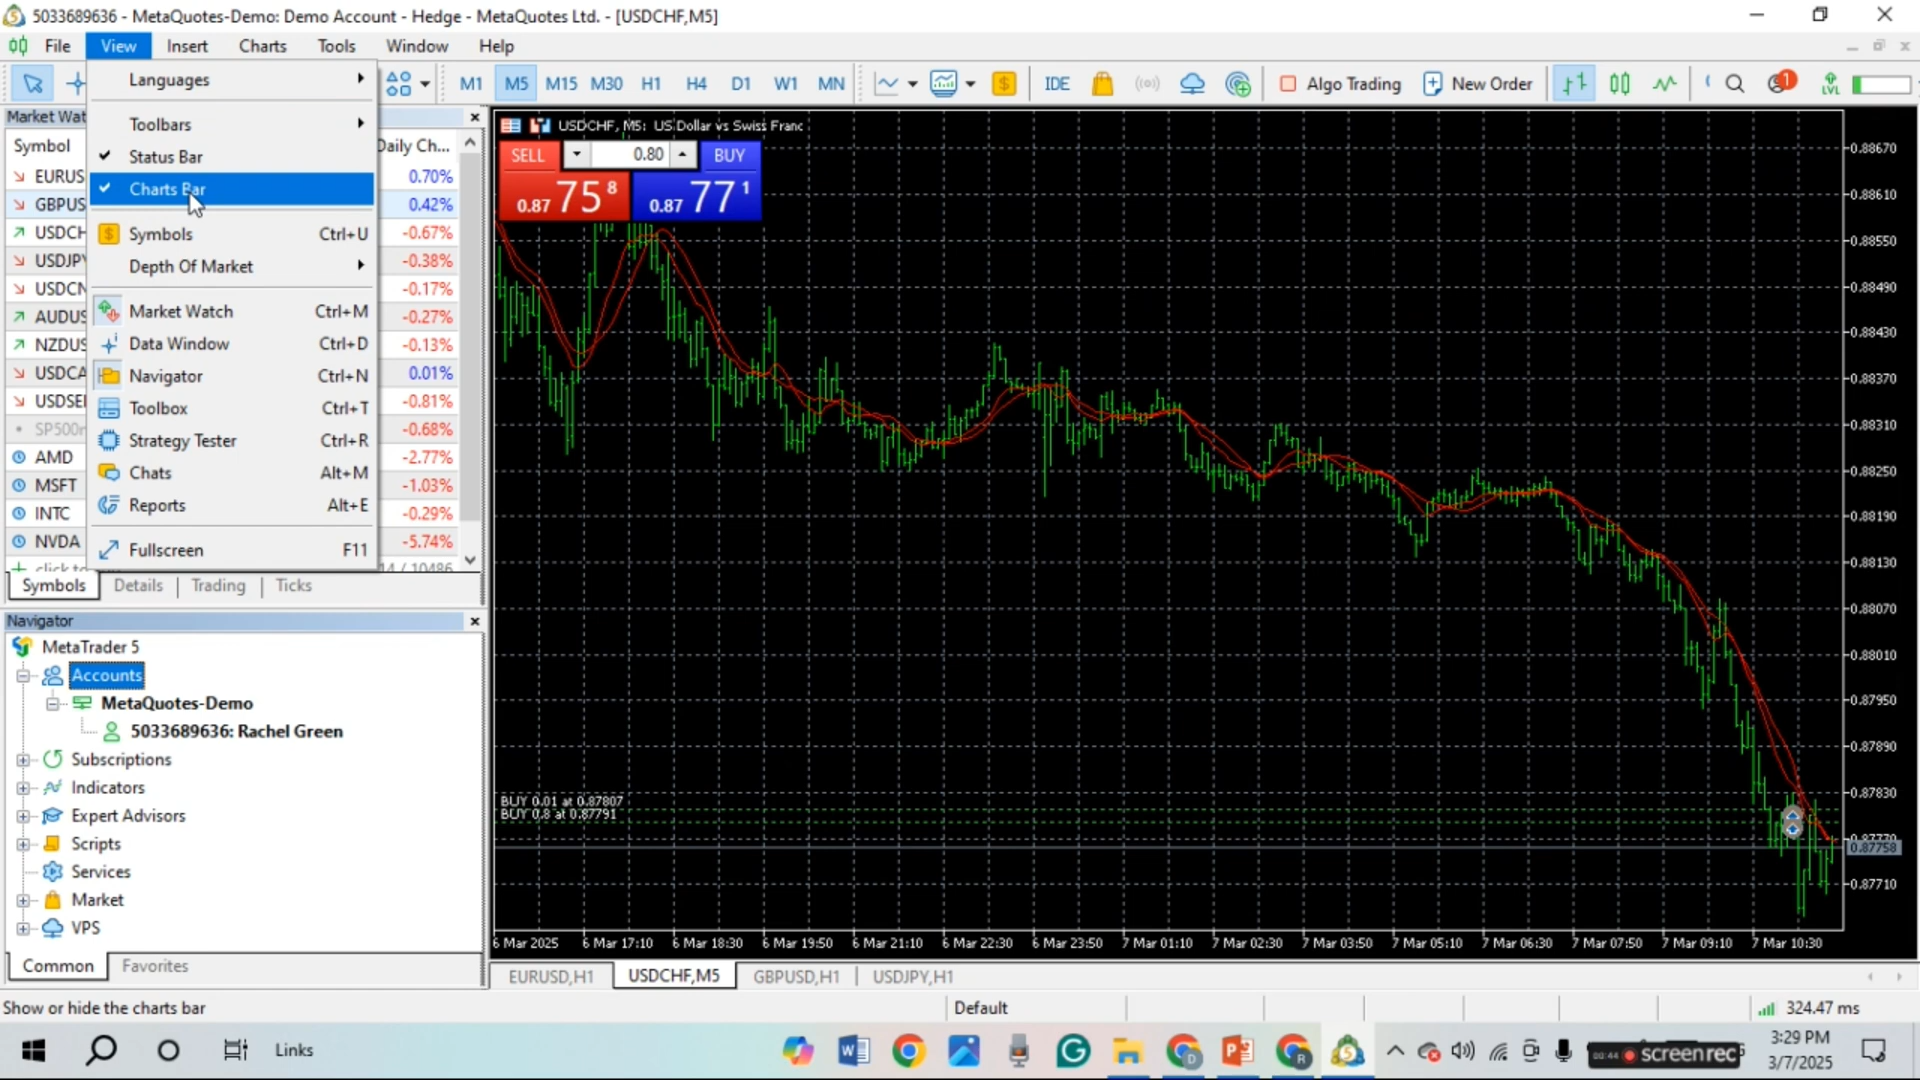 5033689636 - MetaQuotes-Demo: Demo Account - Hedge - MetaQuotes Ltd. - [USDCHF,M5]
File View Insert Charts Tools Window Help
M1 M5 M15 M30 H1 H4 D1 W1 MN IDE Algo Trading New Order 1 LVL
Languages
Toolbars
Status Bar
Charts Bar
Symbols Ctrl+U
Depth Of Market
Market Watch Ctrl+M
Data Window Ctrl+D
Navigator Ctrl+N
Toolbox Ctrl+T
Strategy Tester Ctrl+R
Chats Alt+M
Reports Alt+E
Fullscreen F11
Market Wat
Symbol Daily Ch...
EURUS 0.70%
GBPUS 0.42%
USDCH -0.67%
USDJPY -0.38%
USDCN -0.17%
AUDUS -0.27%
NZDUS -0.13%
USDCA 0.01%
USDSE -0.81%
SP500r -0.68%
AMD -2.77%
MSFT -1.03%
INTC -0.29%
NVDA -5.74%
click to 14 / 10486
Symbols Details Trading Ticks
Navigator
MetaTrader 5
Accounts
MetaQuotes-Demo
5033689636: Rachel Green
Subscriptions
Indicators
Expert Advisors
Scripts
Services
Market
VPS
Common Favorites
USDCHF, M5: US Dollar vs Swiss Franc
SELL 0.80 BUY
0.87 75 8 0.87 77 1
BUY 0.01 at 0.87807
BUY 0.8 at 0.87791
0.88670
0.88610
0.88550
0.88490
0.88430
0.88370
0.88310
0.88250
0.88190
0.88130
0.88070
0.88010
0.87950
0.87890
0.87830
0.87770
0.87758
0.87710
6 Mar 2025 6 Mar 17:10 6 Mar 18:30 6 Mar 19:50 6 Mar 21:10 6 Mar 22:30 6 Mar 23:50 7 Mar 01:10 7 Mar 02:30 7 Mar 03:50 7 Mar 05:10 7 Mar 06:30 7 Mar 07:50 7 Mar 09:10 7 Mar 10:30
EURUSD,H1 USDCHF,M5 GBPUSD,H1 USDJPY,H1
Show or hide the charts bar Default 324.47 ms
Links 00:44 screenrec 3:29 PM
3/7/2025